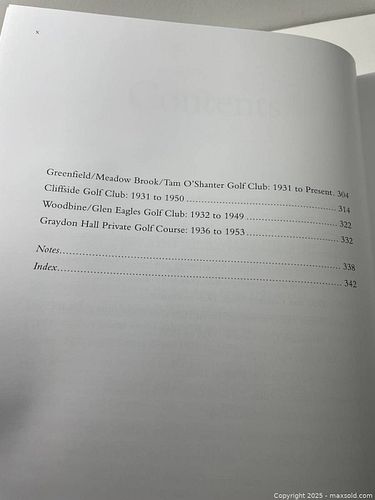 x
Contents
Greenfield/Meadow Brook/Tam O'Shanter Golf Club: 1931 to Present. 304
Cliffside Golf Club: 1931 to 1950 ........................................ 314
Woodbine/Glen Eagles Golf Club: 1932 to 1949 ........................ 322
Graydon Hall Private Golf Course: 1936 to 1953 ........................ 332
Notes ........................................ 338
Index ........................................ 342
Copyright 2025 - maxsold.com